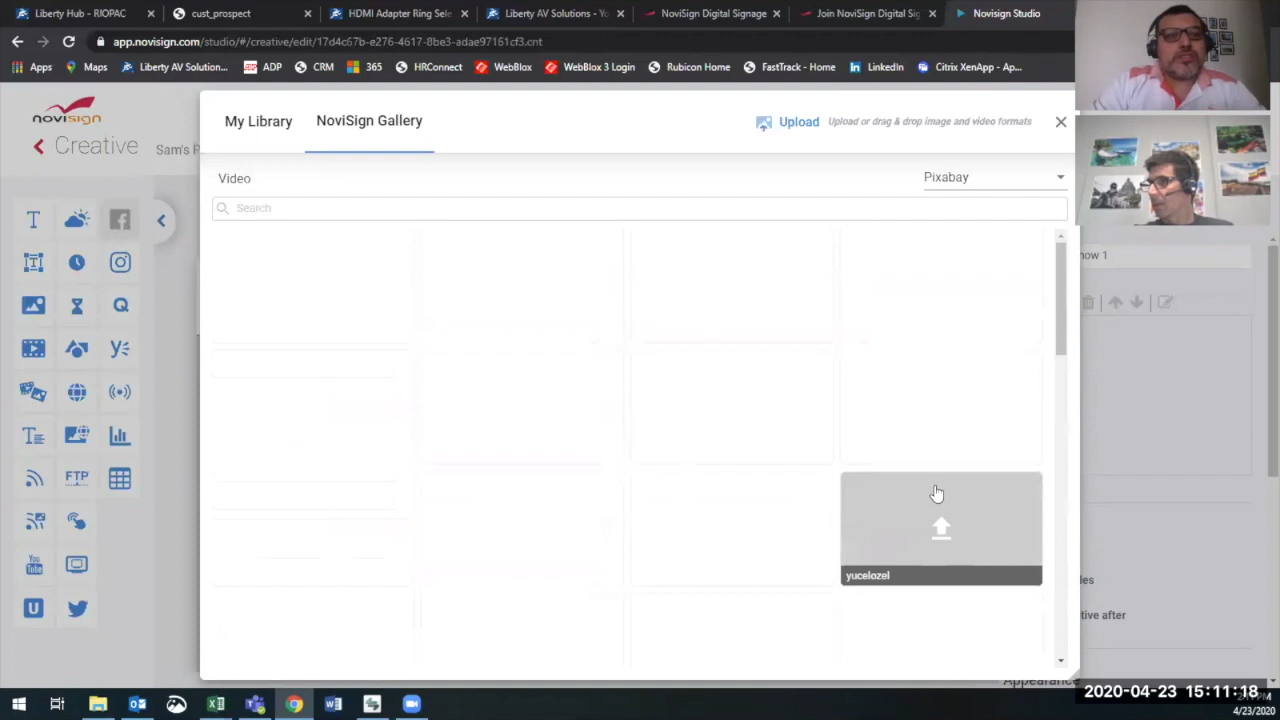 Liberty Hub - RIOPAC
cust_prospect
HDMI Adapter Ring Sele
Liberty AV Solutions - Yo
NoviSign Digital Signage
Join NoviSign Digital Sig
Novisign Studio
app.novisign.com/studio/#/creative/edit/17d4c67b-e276-4617-8be3-adae97161cf3.cnt
Apps
Maps
Liberty AV Solution...
ADP
CRM
365
HRConnect
WebBlox
WebBlox 3 Login
Rubicon Home
FastTrack - Home
LinkedIn
Citrix XenApp - Ap...
novisign
Creative
Sam's
My Library
NoviSign Gallery
Upload
Upload or drag & drop image and video formats
Video
Pixabay
Search
now 1
FTP
You
Tube
yucelozel
tive after
Appearance
2020-04-23 15:11:18
4/23/2020